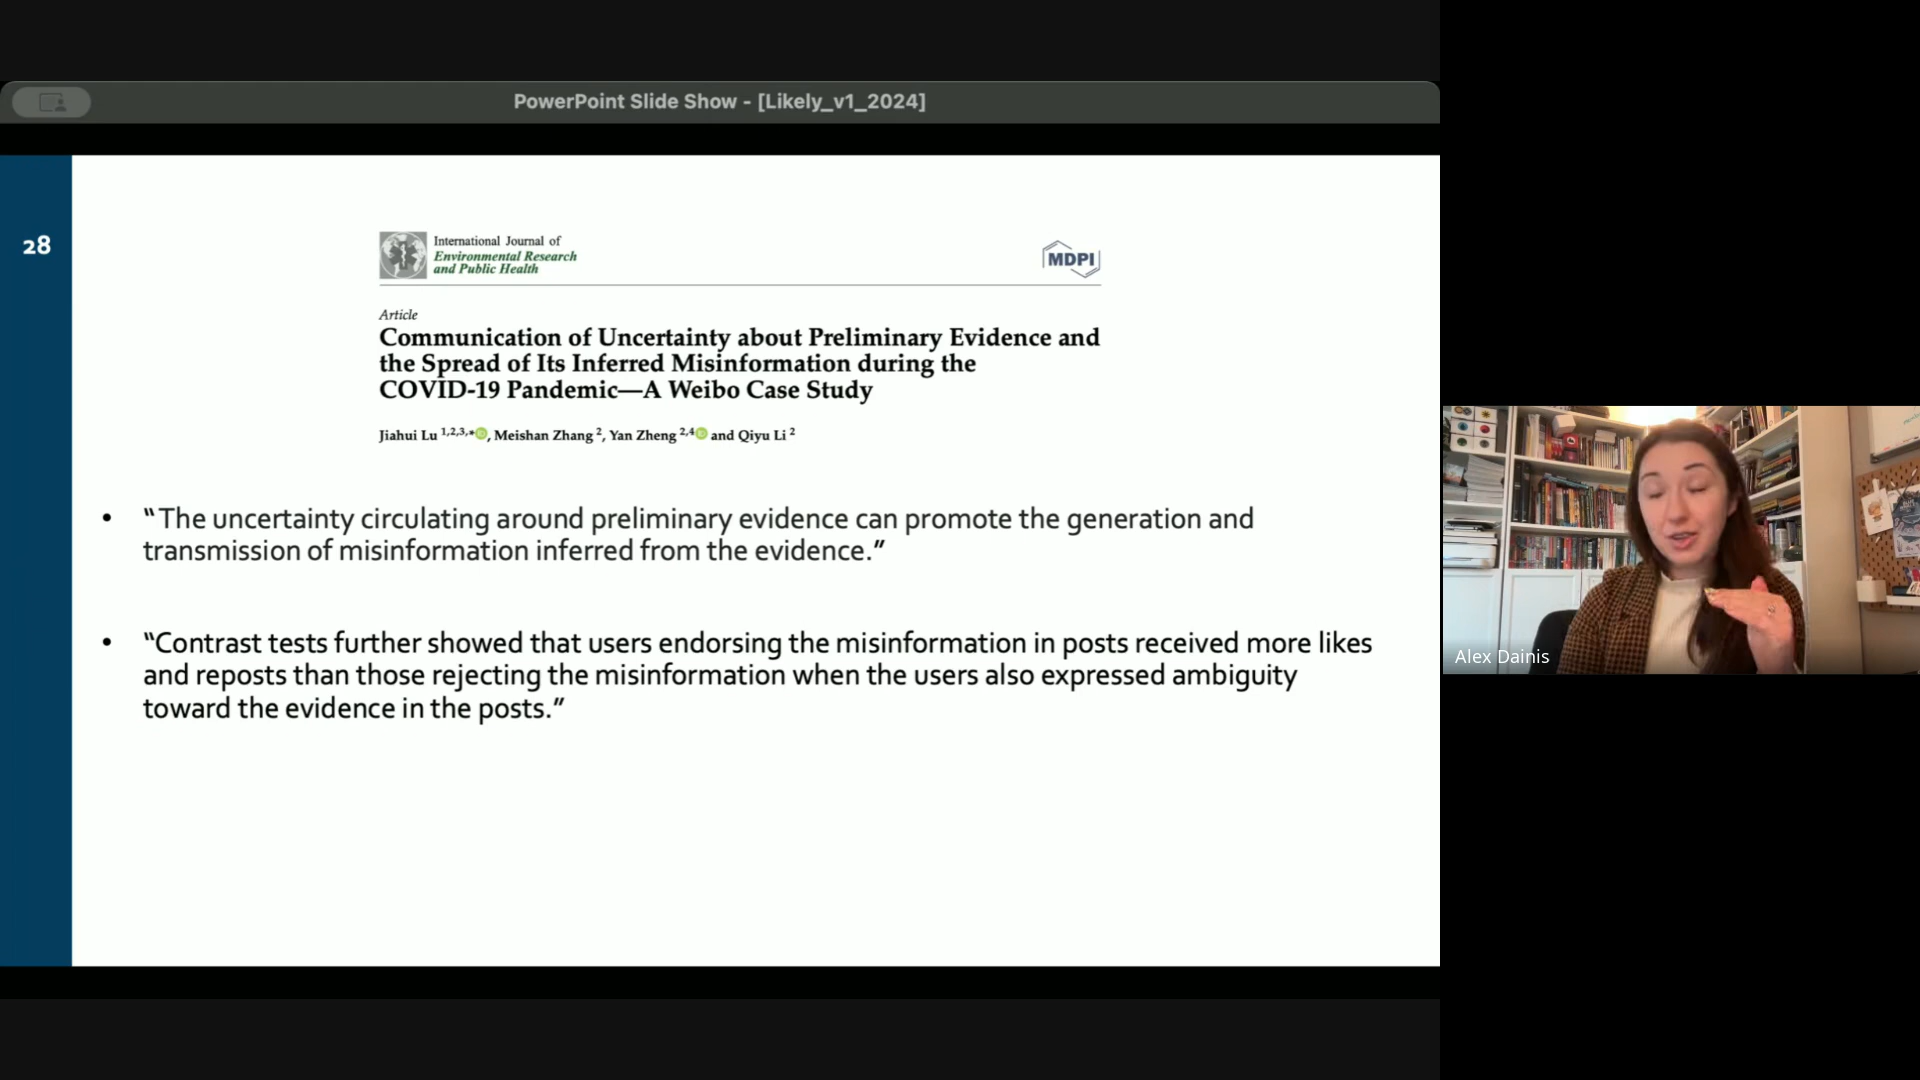 PowerPoint Slide Show - [Likely_v1_2024]
28
International Journal of
Environmental Research
and Public Health
MDPI
Article
Communication of Uncertainty about Preliminary Evidence and
the Spread of Its Inferred Misinformation during the
COVID-19 Pandemic—A Weibo Case Study
Jiahui Lu 1,2,3,*, Meishan Zhang 2, Yan Zheng 2,4 and Qiyu Li 2
• “The uncertainty circulating around preliminary evidence can promote the generation and
transmission of misinformation inferred from the evidence.”
• “Contrast tests further showed that users endorsing the misinformation in posts received more likes
and reposts than those rejecting the misinformation when the users also expressed ambiguity
toward the evidence in the posts.”
Alex Dainis